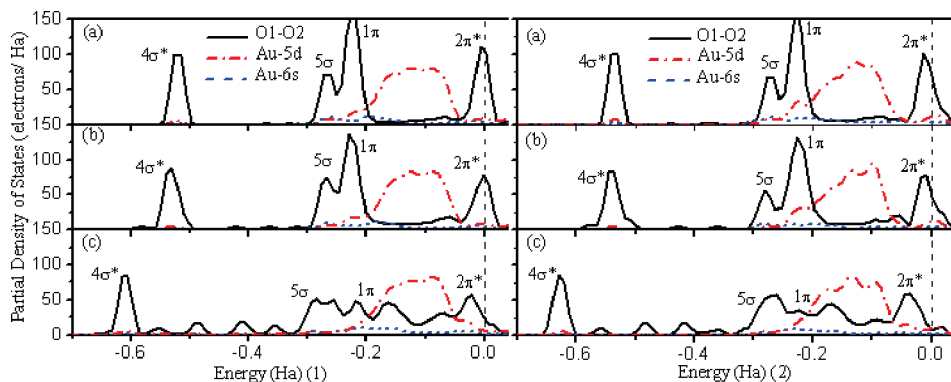 Partial Density of States (electrons/ Ha)
150 (a) O1-O2 1π (a) O1-O2 1π
100 4σ* Au-5d 2π* 4σ* Au-5d 2π*
50 5σ Au-6s 5σ Au-6s
150 (b) 1π (b) 1π
100 4σ* 5σ 2π* 4σ* 5σ 2π*
50
150 (c) (c)
100 4σ* 5σ 1π 2π* 4σ* 5σ 1π 2π*
50
0
-0.6 -0.4 -0.2 0.0 -0.6 -0.4 -0.2 0.0
Energy (Ha) (1) Energy (Ha) (2)